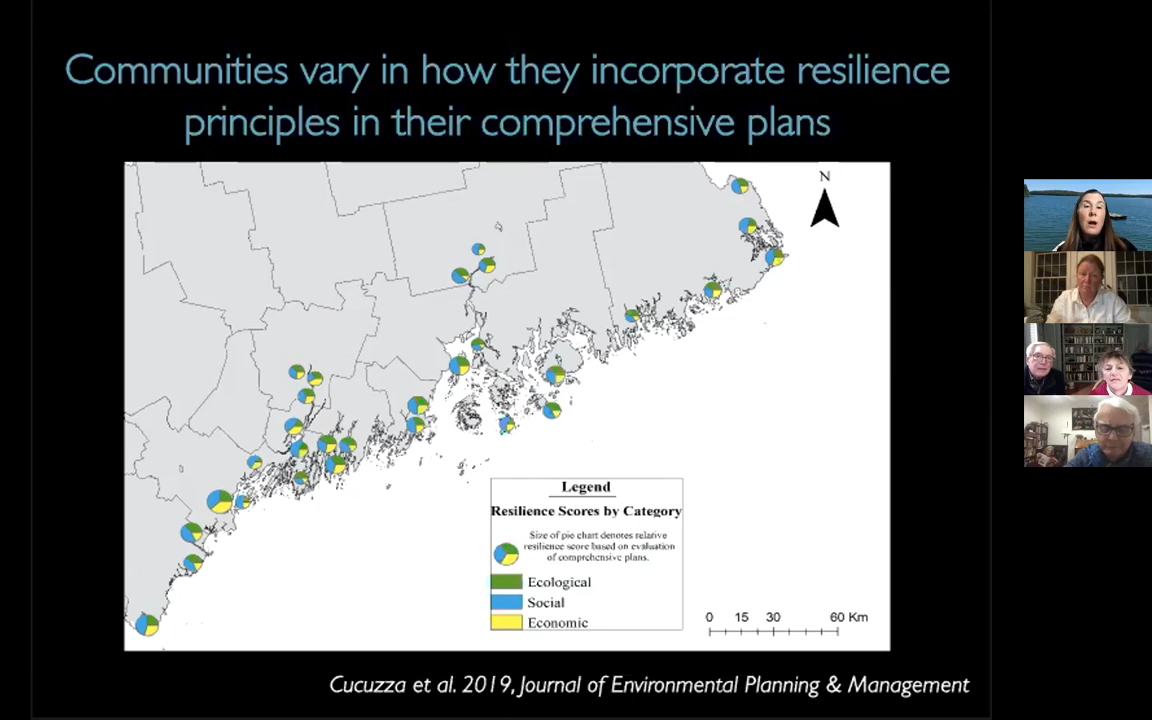 Communities vary in how they incorporate resilience
principles in their comprehensive plans
N
Legend
Resilience Scores by Category
Size of pie chart denotes relative
resilience score based on evaluation
of comprehensive plans.
Ecological
Social
Economic
0 15 30 60 Km
Cucuzza et al. 2019, Journal of Environmental Planning & Management